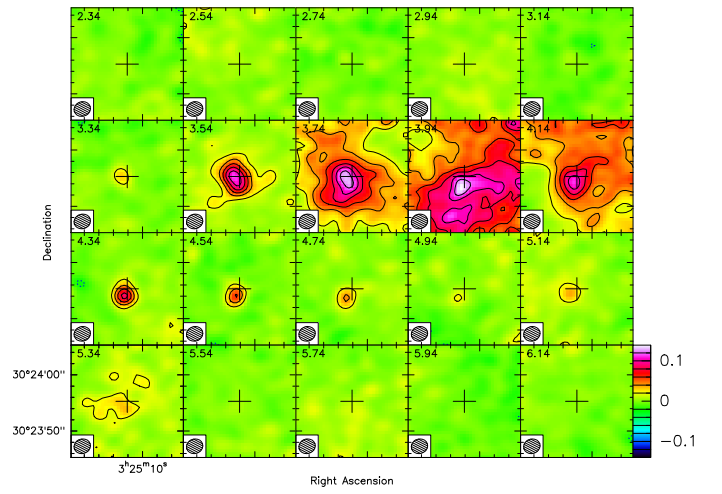 2.34 2.54 2.74 2.94 3.14
3.34 3.54 3.74 3.94 4.14
4.34 4.54 4.74 4.94 5.14
5.34 5.54 5.74 5.94 6.14
Declination
30°24'00"
30°23'50"
3ʰ25ᵐ10ˢ
Right Ascension
0.1
0
−0.1